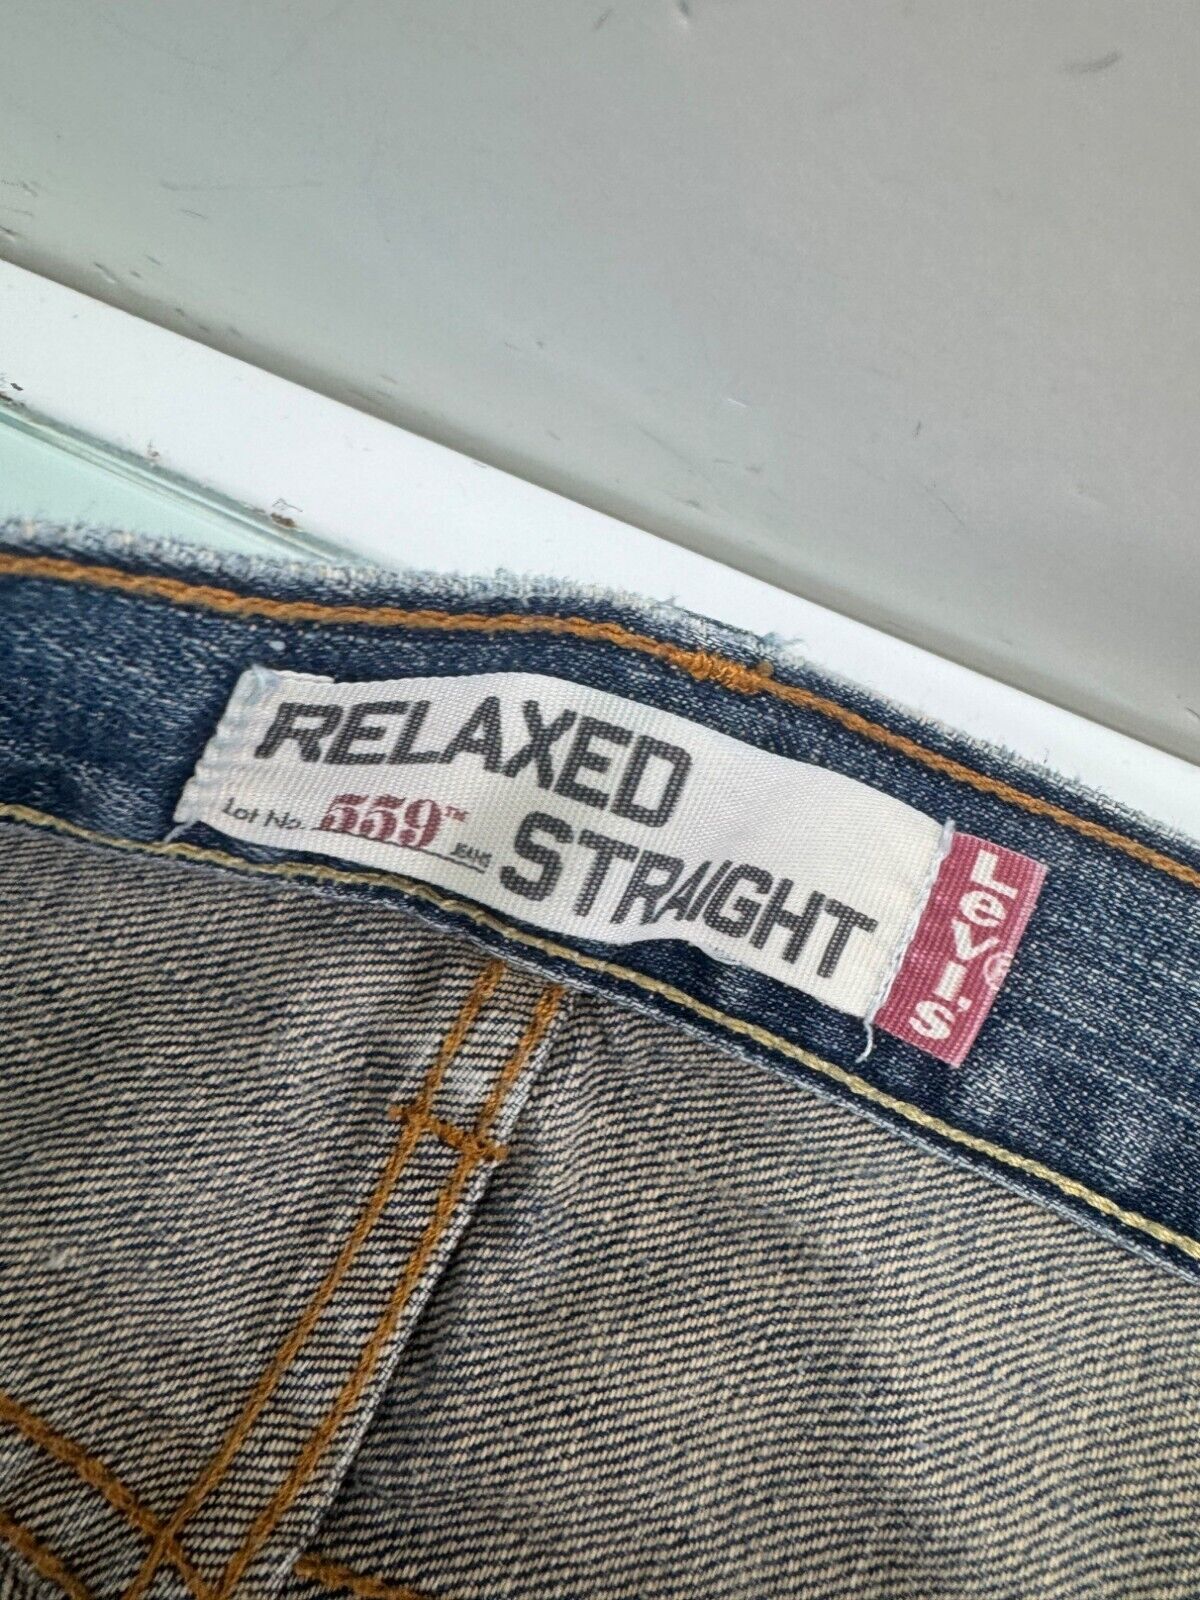 RELAXED
Lot No. 559™ JEANS
STRAIGHT
LeVI'S®